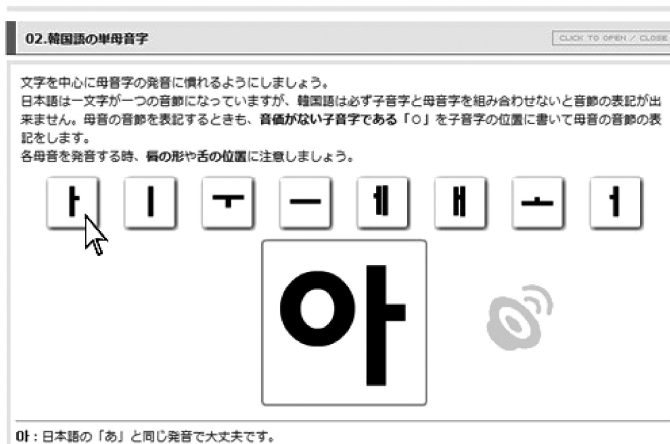 02.韓国語の単母音字
CLICK TO OPEN / CLOSE
文字を中心に母音字の発音に慣れるようにしましょう。
日本語は一文字が一つの音節になっていますが、韓国語は必ず子音字と母音字を組み合わせないと音節の表記が出
来ません。母音の音節を表記するときも、音価がない子音字である「ㅇ」を子音字の位置に書いて母音の音節の表
記をします。
各母音を発音する時、唇の形や舌の位置に注意しましょう。
ㅏ ㅣ ㅜ ㅡ ㅔ ㅐ ㅗ ㅓ
아
아 : 日本語の「あ」と同じ発音で大丈夫です。